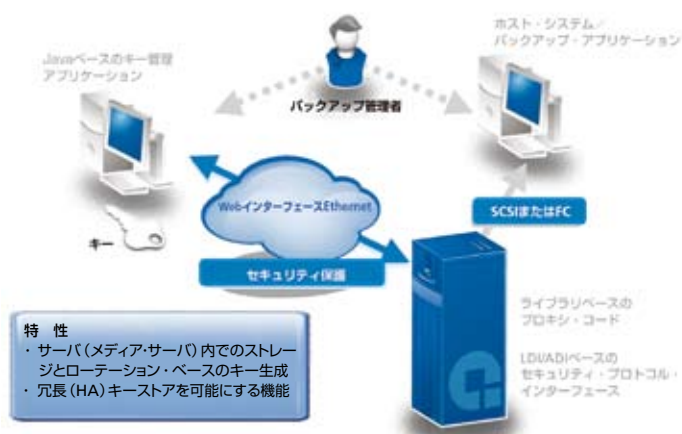 ホスト・システム／
バックアップ・アプリケーション
Javaベースのキー管理
アプリケーション
バックアップ管理者
WebインターフェースEthernet
SCSIまたはFC
キー
セキュリティ保護
ライブラリベースの
プロキシ・コード
LDI/ADIベースの
セキュリティ・プロトコル・
インターフェース
特 性
・ サーバ（メディア・サーバ）内でのストレー
ジとローテーション・ベースのキー生成
・ 冗長（HA）キーストアを可能にする機能